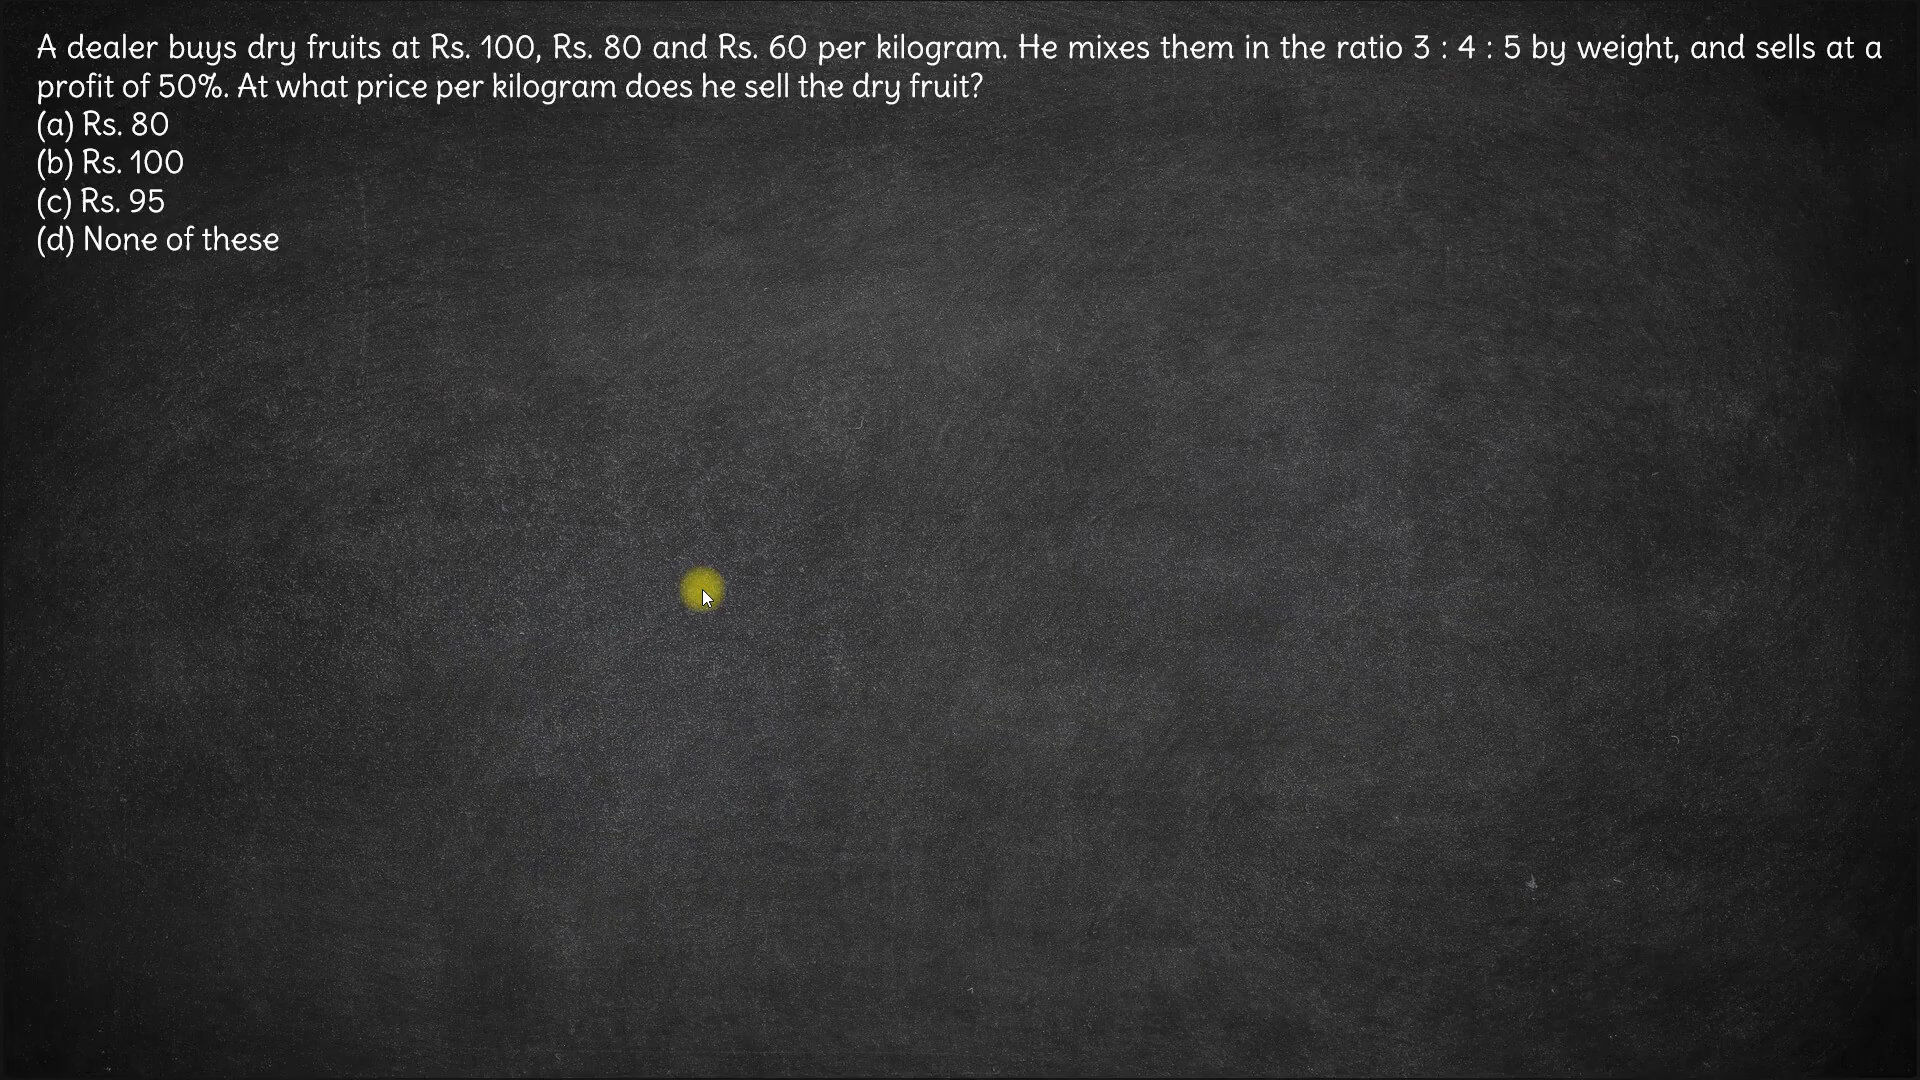 A dealer buys dry fruits at Rs. 100, Rs. 80 and Rs. 60 per kilogram. He mixes them in the ratio 3 : 4 : 5 by weight, and sells at a
profit of 50%. At what price per kilogram does he sell the dry fruit?
(a) Rs. 80
(b) Rs. 100
(c) Rs. 95
(d) None of these